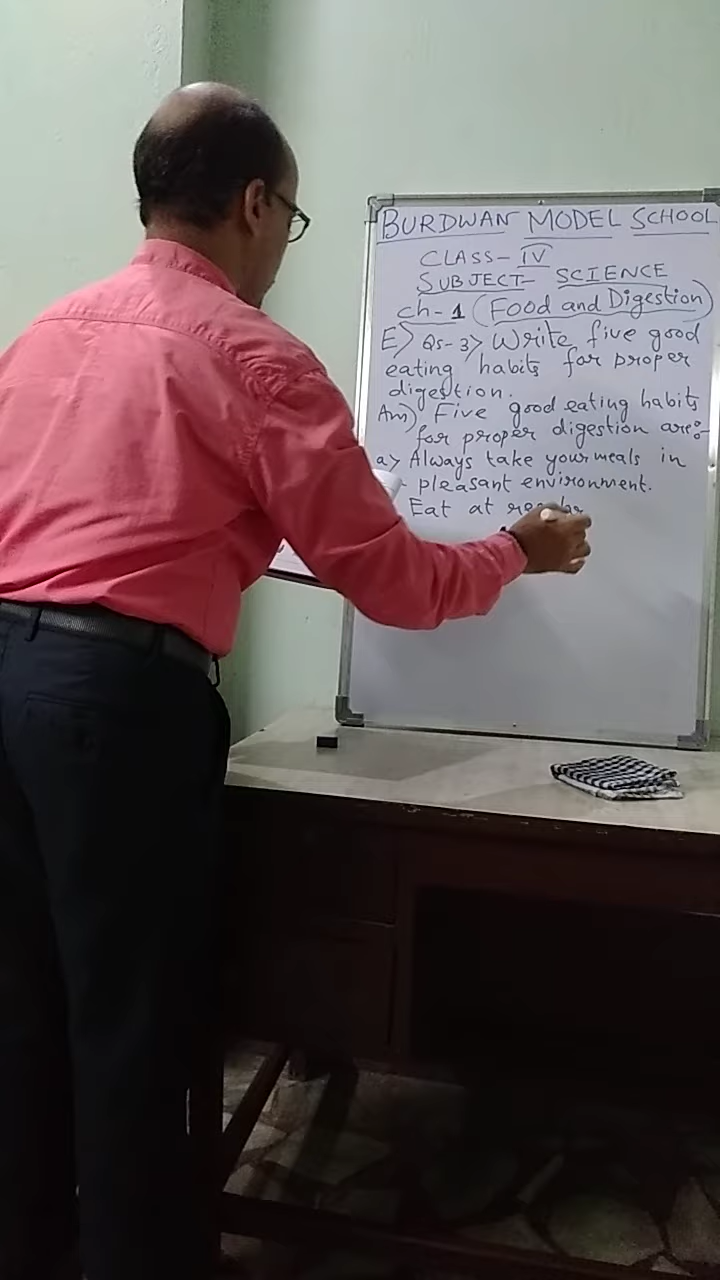 BURDWAN MODEL SCHOOL
CLASS- IV
SUBJECT- SCIENCE
ch- 1 (Food and Digestion)
E> Qs-3> Write five good
eating habits for proper
digestion.
Ans) Five good eating habits
for proper digestion are:-
a> Always take your meals in
pleasant environment.
Eat at